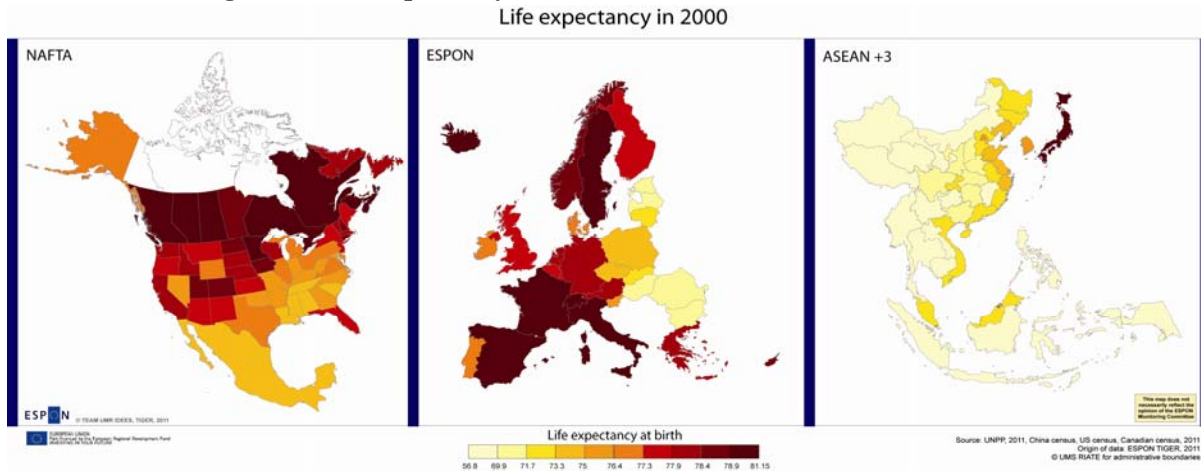 Life expectancy in 2000
NAFTA
ESPON
ASEAN +3
ESPON
© TEAM UMR IDEES, TIGER, 2011
EUROPEAN UNION
Part-financed by the European Regional Development Fund
INVESTING IN YOUR FUTURE
Life expectancy at birth
56.8 69.9 71.7 73.3 75 76.4 77.3 77.9 78.4 78.9 81.15
This map does not
necessarily reflect the
opinion of the ESPON
Monitoring Committee
Source: UNPP, 2011, China census, US census, Canadian census, 2011
Origin of data: ESPON TIGER, 2011
© UMS RIATE for administrative boundaries